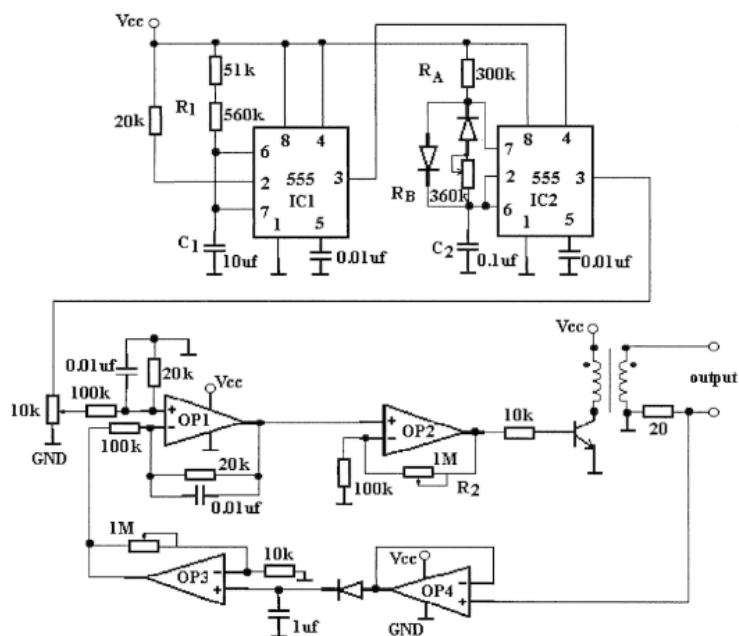 Vcc
51k
R1
560k
20k
8 4
6
2 555 3
IC1
7
1 5
C1
10uf
0.01uf
RA
300k
8 4
7
2 555 3
IC2
6
1 5
RB
360k
C2
0.1uf
0.01uf
Vcc
output
20
10k
0.01uf
20k
Vcc
100k
+
OP1
-
10k
GND
100k
20k
0.01uf
+
OP2
-
1M
R2
100k
1M
OP3
-
+
10k
1uf
Vcc
OP4
-
+
GND